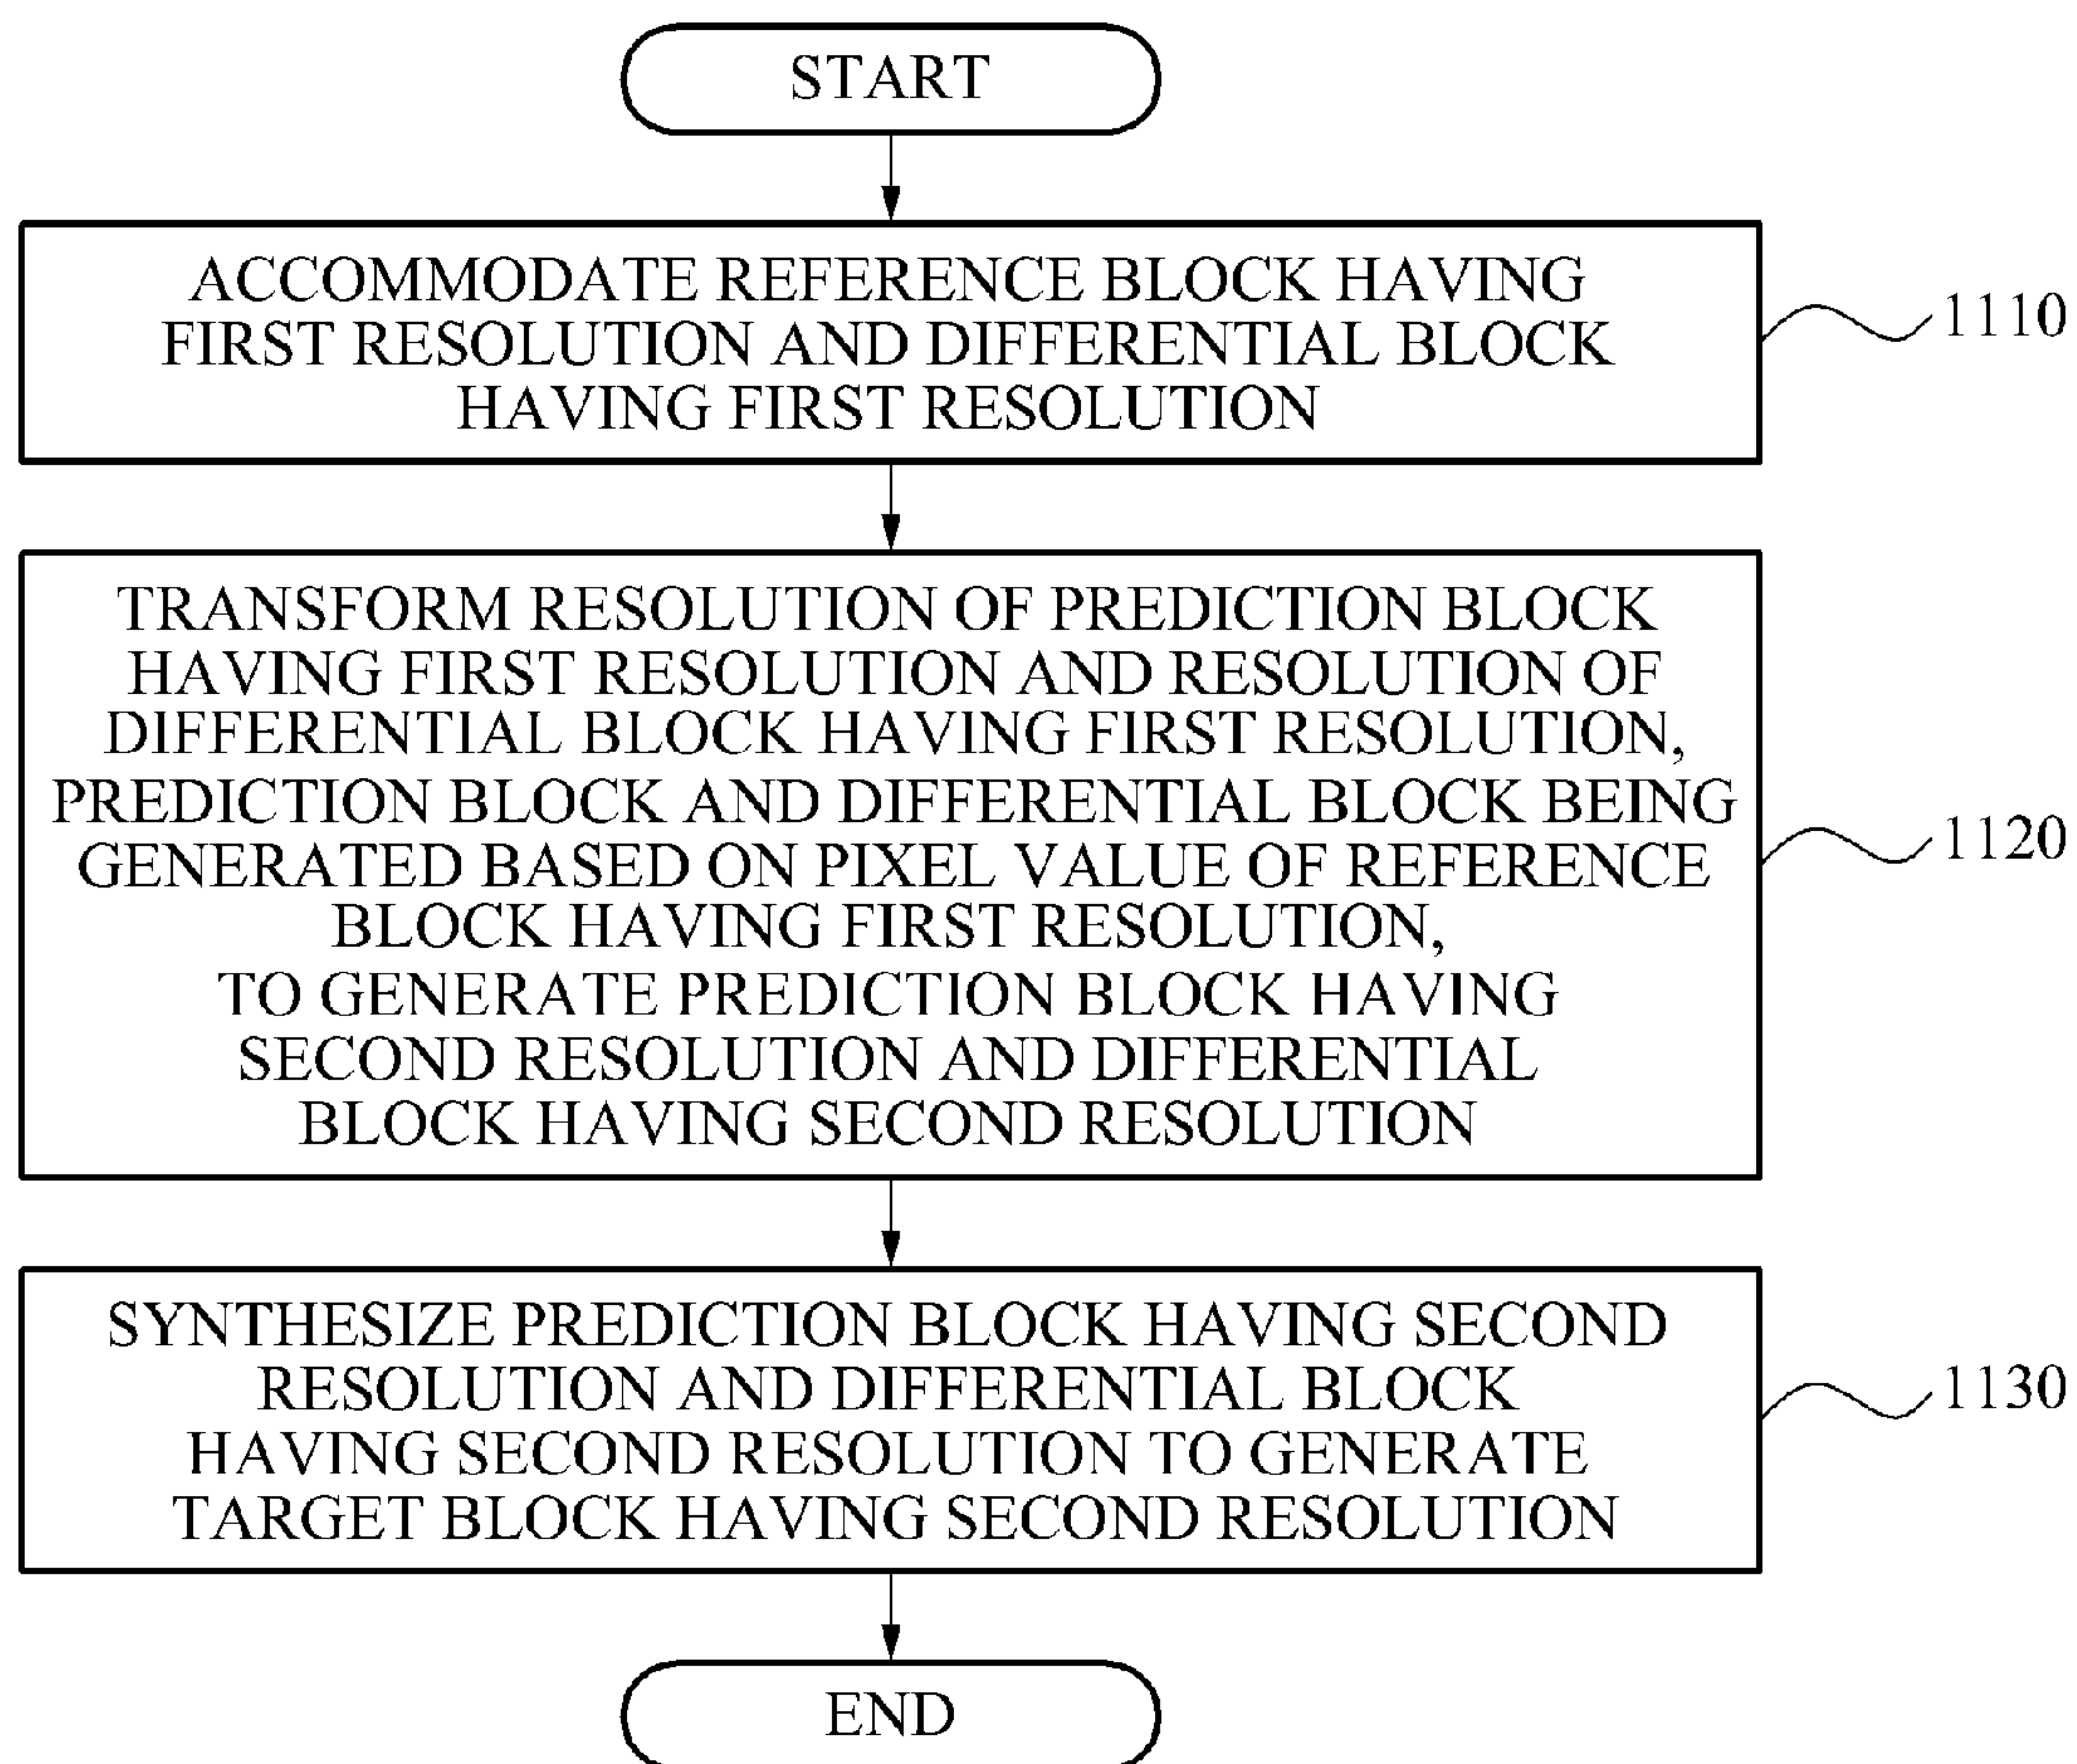 START
ACCOMMODATE REFERENCE BLOCK HAVING
FIRST RESOLUTION AND DIFFERENTIAL BLOCK
HAVING FIRST RESOLUTION
1110
TRANSFORM RESOLUTION OF PREDICTION BLOCK
HAVING FIRST RESOLUTION AND RESOLUTION OF
DIFFERENTIAL BLOCK HAVING FIRST RESOLUTION,
PREDICTION BLOCK AND DIFFERENTIAL BLOCK BEING
GENERATED BASED ON PIXEL VALUE OF REFERENCE
BLOCK HAVING FIRST RESOLUTION,
TO GENERATE PREDICTION BLOCK HAVING
SECOND RESOLUTION AND DIFFERENTIAL
BLOCK HAVING SECOND RESOLUTION
1120
SYNTHESIZE PREDICTION BLOCK HAVING SECOND
RESOLUTION AND DIFFERENTIAL BLOCK
HAVING SECOND RESOLUTION TO GENERATE
TARGET BLOCK HAVING SECOND RESOLUTION
1130
END